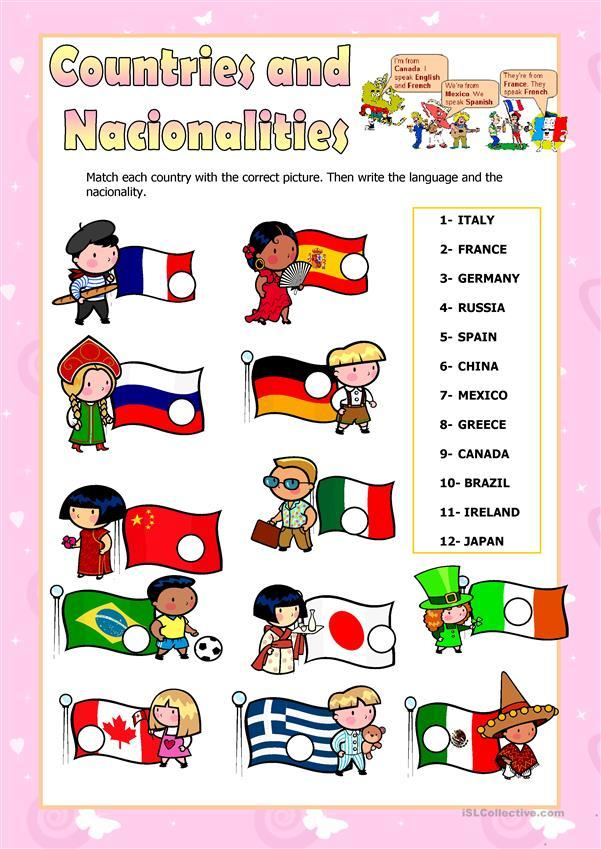 Countries and
Nacionalities
I'm from
Canada. I
speak English
and French
We're from
Mexico. We
speak Spanish.
They're from
France. They
speak French.
Match each country with the correct picture. Then write the language and the
nacionality.
1- ITALY
2- FRANCE
3- GERMANY
4- RUSSIA
5- SPAIN
6- CHINA
7- MEXICO
8- GREECE
9- CANADA
10- BRAZIL
11- IRELAND
12- JAPAN
iSLCollective.com